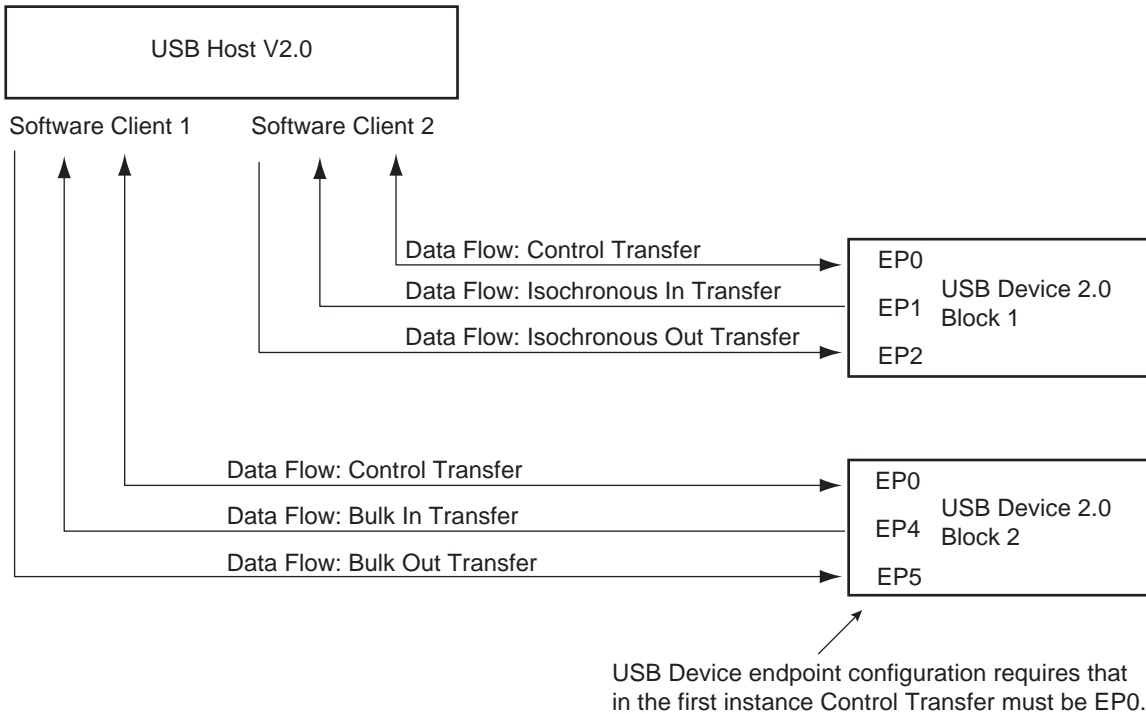 USB Host V2.0
Software Client 1
Software Client 2
Data Flow: Control Transfer
Data Flow: Isochronous In Transfer
Data Flow: Isochronous Out Transfer
EP0
EP1
EP2
USB Device 2.0
Block 1
Data Flow: Control Transfer
Data Flow: Bulk In Transfer
Data Flow: Bulk Out Transfer
EP0
EP4
EP5
USB Device 2.0
Block 2
USB Device endpoint configuration requires that
in the first instance Control Transfer must be EP0.